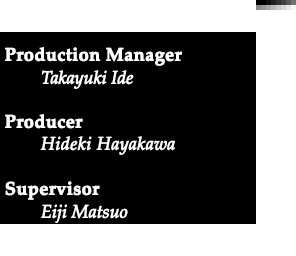 Production Manager
Takayuki Ide
Producer
Hideki Hayakawa
Supervisor
Eiji Matsuo